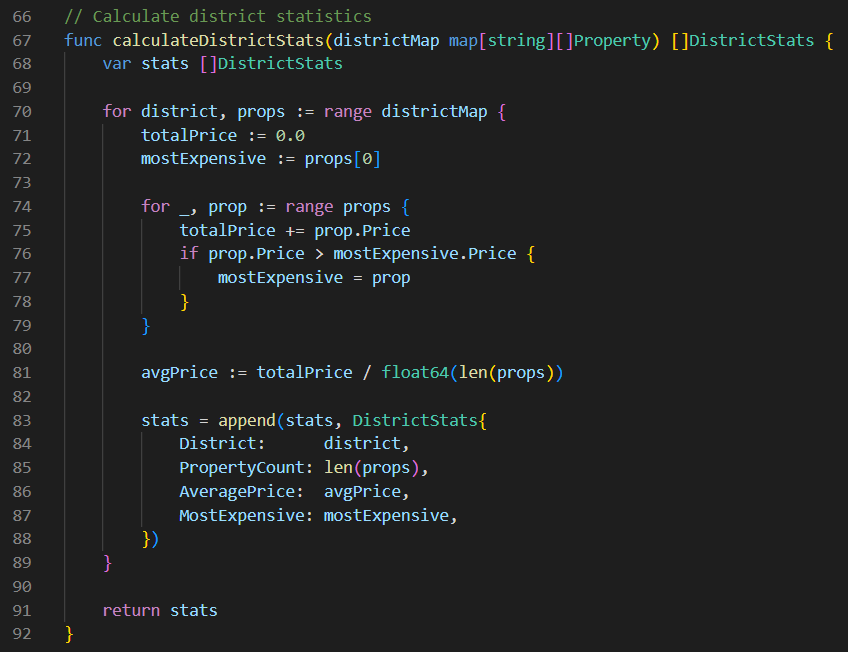 66 // Calculate district statistics
67 func calculateDistrictStats(districtMap map[string][]Property) []DistrictStats {
68     var stats []DistrictStats
69
70     for district, props := range districtMap {
71         totalPrice := 0.0
72         mostExpensive := props[0]
73
74         for _, prop := range props {
75             totalPrice += prop.Price
76             if prop.Price > mostExpensive.Price {
77                 mostExpensive = prop
78             }
79         }
80
81         avgPrice := totalPrice / float64(len(props))
82
83         stats = append(stats, DistrictStats{
84             District:      district,
85             PropertyCount: len(props),
86             AveragePrice:  avgPrice,
87             MostExpensive: mostExpensive,
88         })
89     }
90
91     return stats
92 }